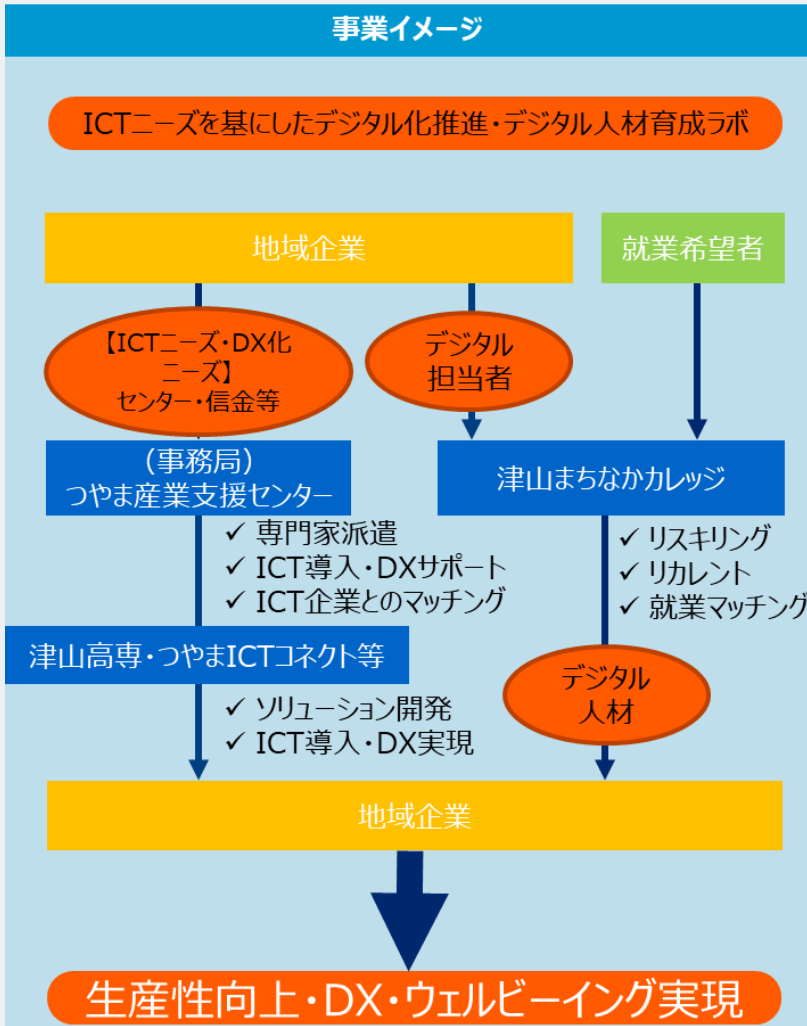 事業イメージ
ICTニーズを基にしたデジタル化推進・デジタル人材育成ラボ
地域企業
就業希望者
【ICTニーズ・DX化
ニーズ】
センター・信金等
デジタル
担当者
(事務局)
つやま産業支援センター
津山まちなかカレッジ
✓ 専門家派遣
✓ ICT導入・DXサポート
✓ ICT企業とのマッチング
✓ リスキリング
✓ リカレント
✓ 就業マッチング
津山高専・つやまICTコネクト等
デジタル
人材
✓ ソリューション開発
✓ ICT導入・DX実現
地域企業
生産性向上・DX・ウェルビーイング実現